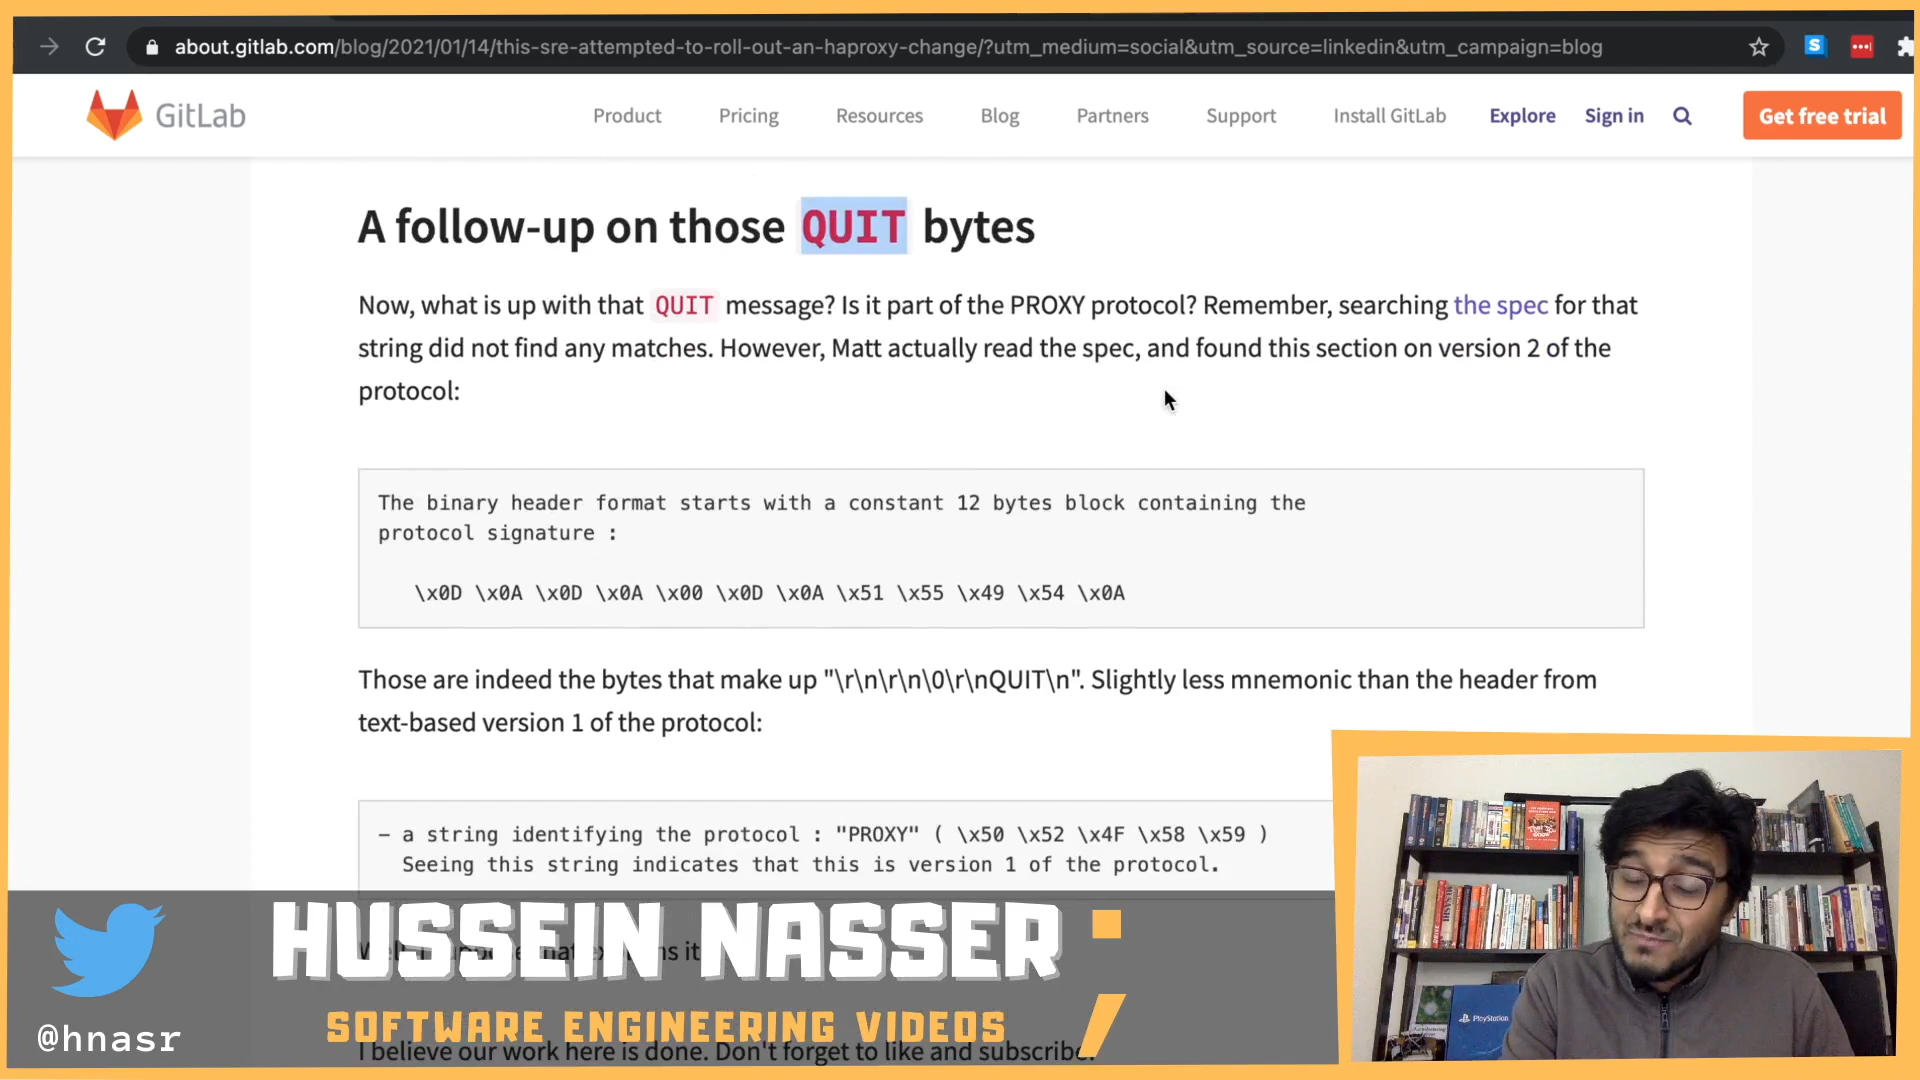 about.gitlab.com/blog/2021/01/14/this-sre-attempted-to-roll-out-an-haproxy-change/?utm_medium=social&utm_source=linkedin&utm_campaign=blog
S
GitLab
Product Pricing Resources Blog Partners Support Install GitLab Explore Sign in Get free trial
A follow-up on those QUIT bytes
Now, what is up with that QUIT message? Is it part of the PROXY protocol? Remember, searching the spec for that
string did not find any matches. However, Matt actually read the spec, and found this section on version 2 of the
protocol:
The binary header format starts with a constant 12 bytes block containing the
protocol signature :
\x0D \x0A \x0D \x0A \x00 \x0D \x0A \x51 \x55 \x49 \x54 \x0A
Those are indeed the bytes that make up "\r\n\r\n\0\r\nQUIT\n". Slightly less mnemonic than the header from
text-based version 1 of the protocol:
– a string identifying the protocol : "PROXY" ( \x50 \x52 \x4F \x58 \x59 )
Seeing this string indicates that this is version 1 of the protocol.
HUSSEIN NASSER ;
@hnasr
SOFTWARE ENGINEERING VIDEOS
I believe our work here is done. Don't forget to like and subscribe.
PlayStation